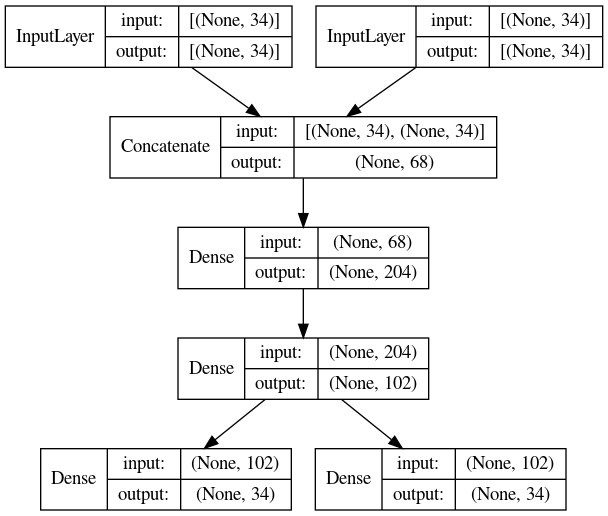 InputLayer input: [(None, 34)] output: [(None, 34)]
InputLayer input: [(None, 34)] output: [(None, 34)]
Concatenate input: [(None, 34), (None, 34)] output: (None, 68)
Dense input: (None, 68) output: (None, 204)
Dense input: (None, 204) output: (None, 102)
Dense input: (None, 102) output: (None, 34)
Dense input: (None, 102) output: (None, 34)